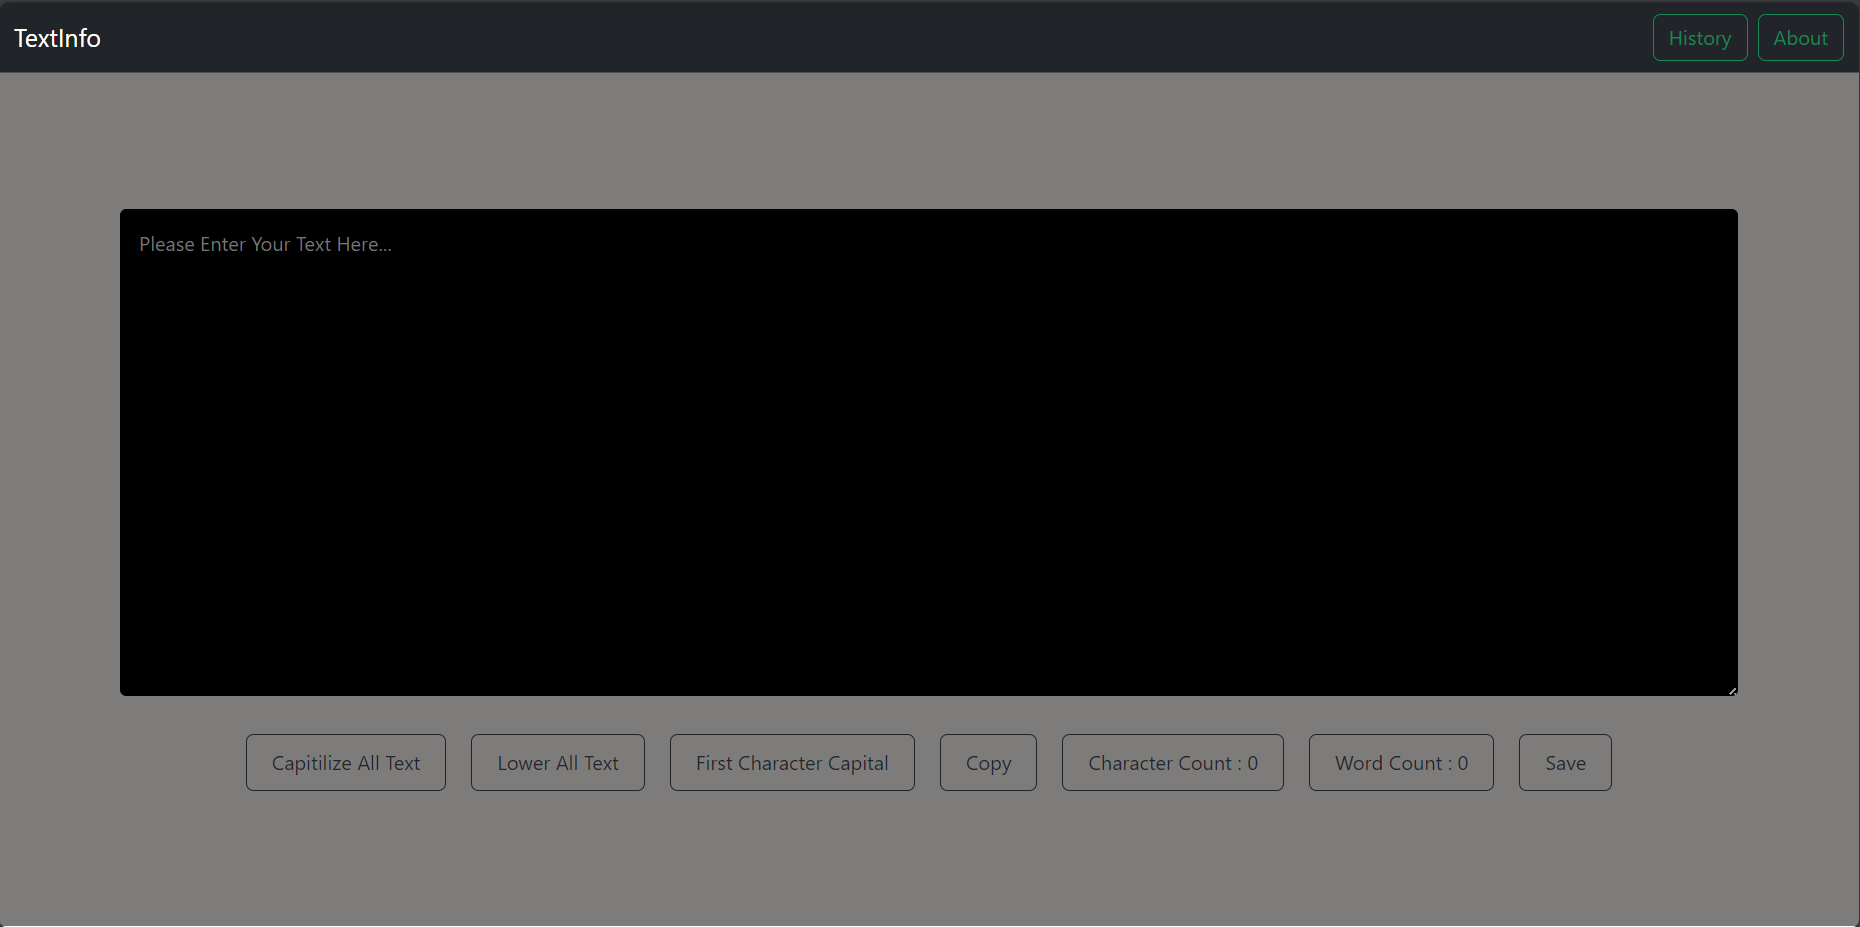 TextInfo
History
About
Please Enter Your Text Here...
Capitilize All Text
Lower All Text
First Character Capital
Copy
Character Count : 0
Word Count : 0
Save